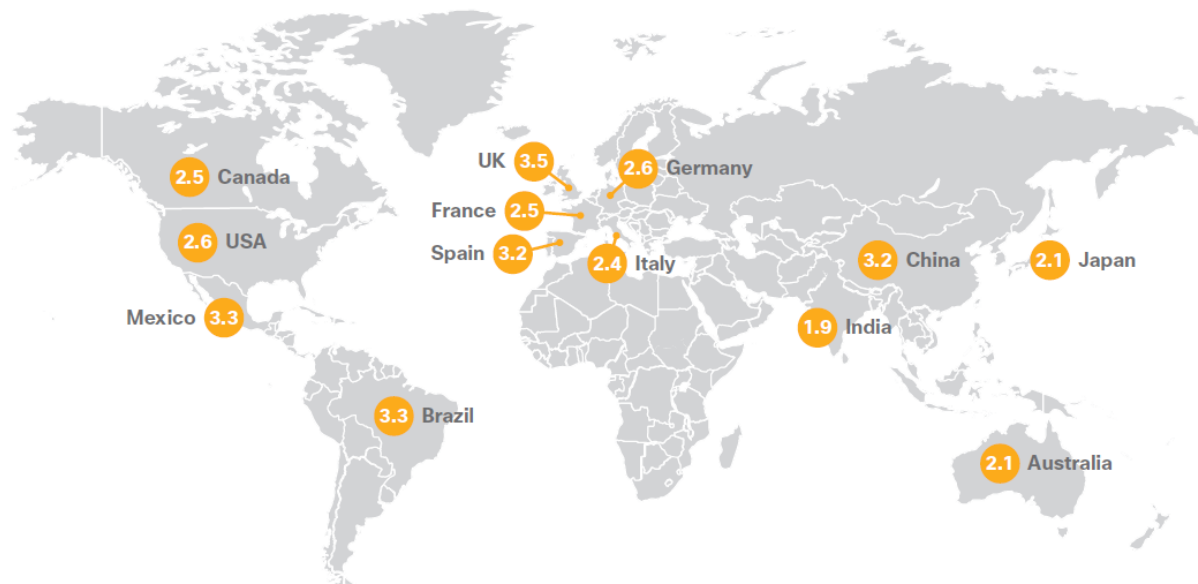 UK 3.5
2.6 Germany
2.5 Canada
France 2.5
2.6 USA
Spain 3.2
2.4 Italy
3.2 China
2.1 Japan
Mexico 3.3
1.9 India
3.3 Brazil
2.1 Australia